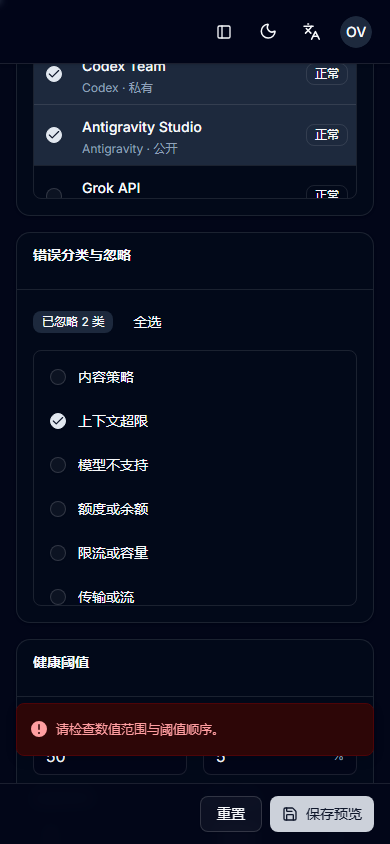 OV
Codex Team
正常
Codex · 私有
Antigravity Studio
正常
Antigravity · 公开
Grok API
正常
错误分类与忽略
已忽略 2 类
全选
内容策略
上下文超限
模型不支持
额度或余额
限流或容量
传输或流
健康阈值
请检查数值范围与阈值顺序。
50
5
%
重置
保存预览